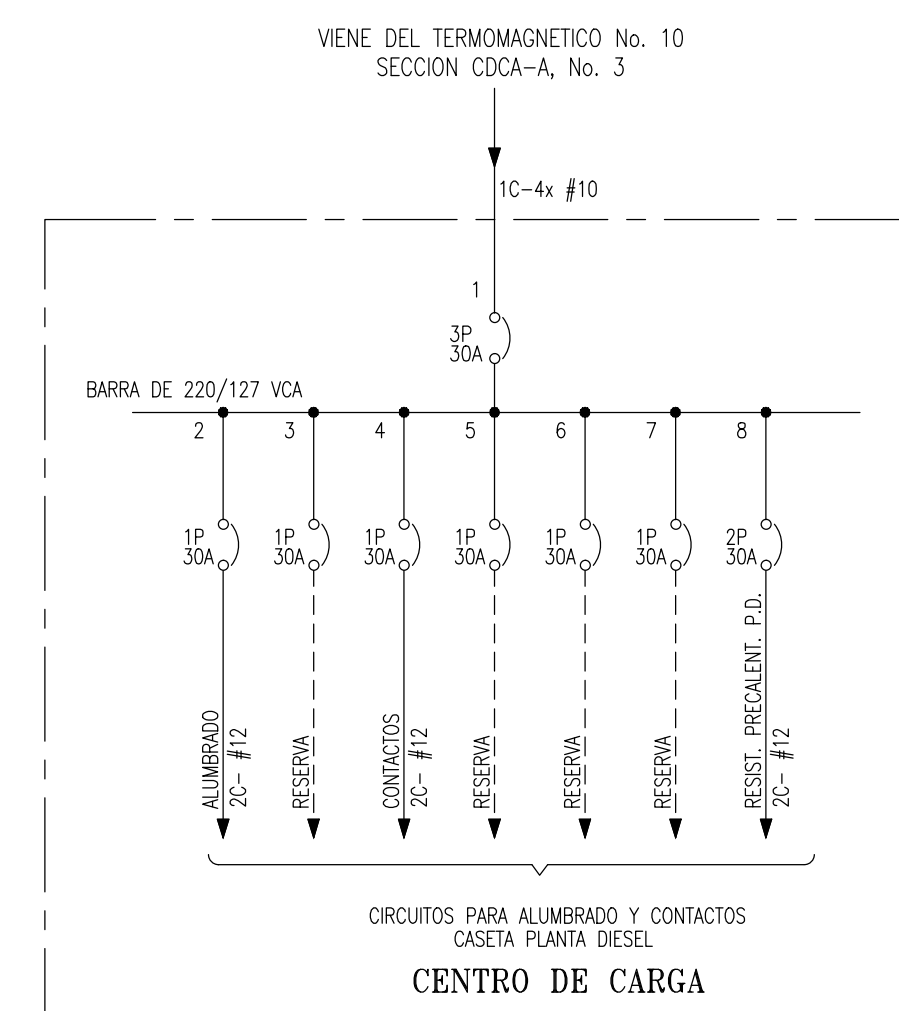 VIENE DEL TERMOMAGNETICO No. 10
SECCION CDCA-A, No. 3
1C-4x #10
1
3P
30A
BARRA DE 220/127 VCA
2
3
4
5
6
7
8
1P
30A
1P
30A
1P
30A
1P
30A
1P
30A
1P
30A
2P
30A
ALUMBRADO
2C- #12
RESERVA
CONTACTOS
2C- #12
RESERVA
RESERVA
RESERVA
RESIST. PRECALENT. P.D.
2C- #12
CIRCUITOS PARA ALUMBRADO Y CONTACTOS
CASETA PLANTA DIESEL
CENTRO DE CARGA